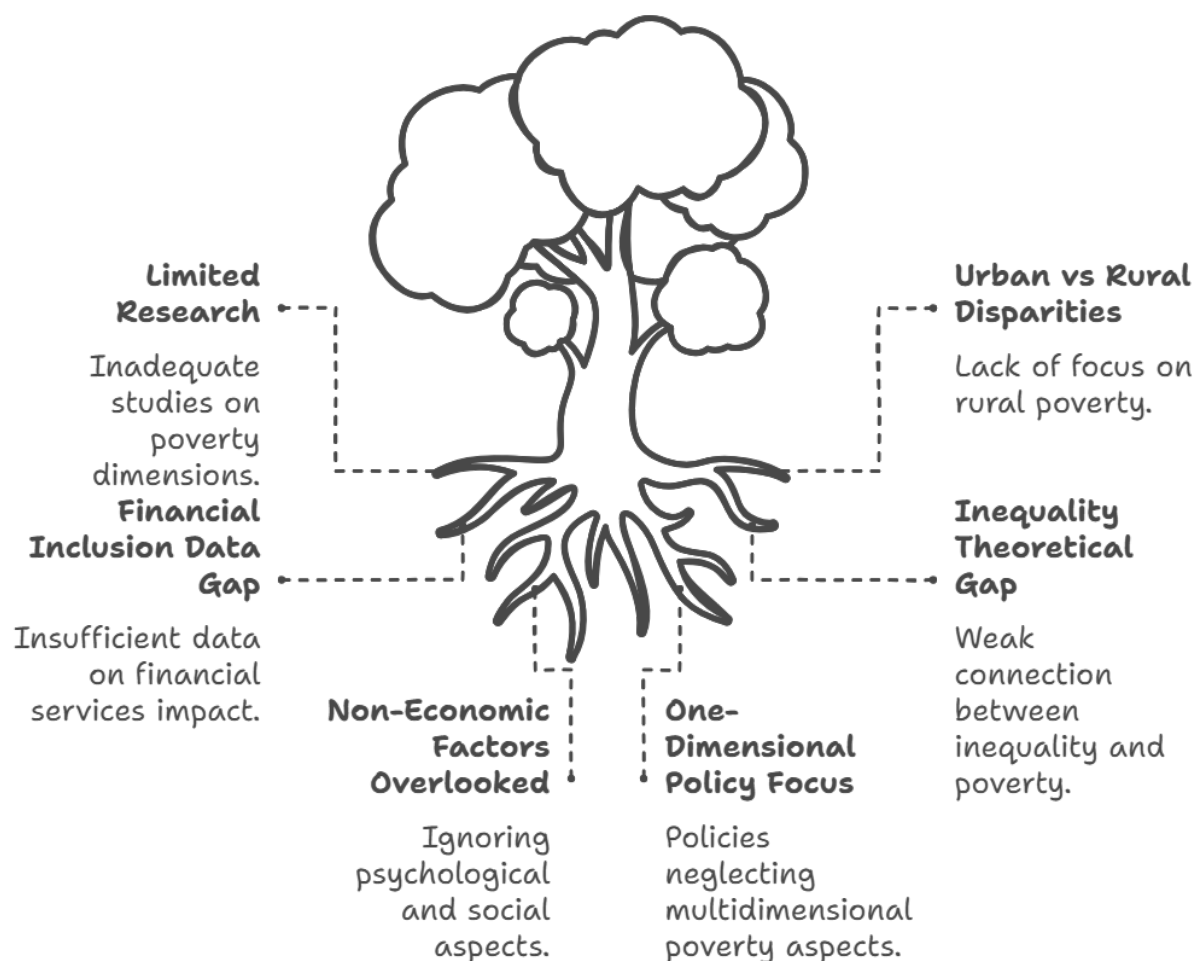 Limited
Research
Inadequate
studies on
poverty
dimensions.
Financial
Inclusion Data
Gap
Insufficient data
on financial
services impact.
Non-Economic
Factors
Overlooked
Ignoring
psychological
and social
aspects.
One-
Dimensional
Policy Focus
Policies
neglecting
multidimensional
poverty aspects.
Urban vs Rural
Disparities
Lack of focus on
rural poverty.
Inequality
Theoretical
Gap
Weak
connection
between
inequality and
poverty.